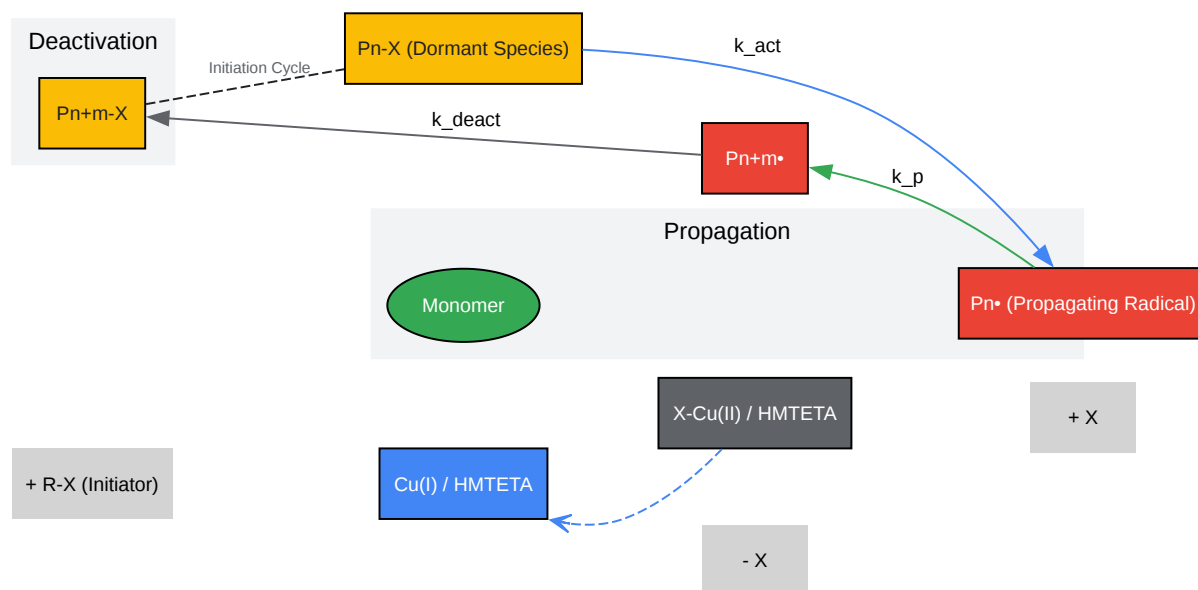 Deactivation
Pn-X (Dormant Species)
k_act
Initiation Cycle
Pn+m-X
k_deact
Pn+m•
k_p
Propagation
Monomer
Pn• (Propagating Radical)
X-Cu(II) / HMTETA
+ X
+ R-X (Initiator)
Cu(I) / HMTETA
- X